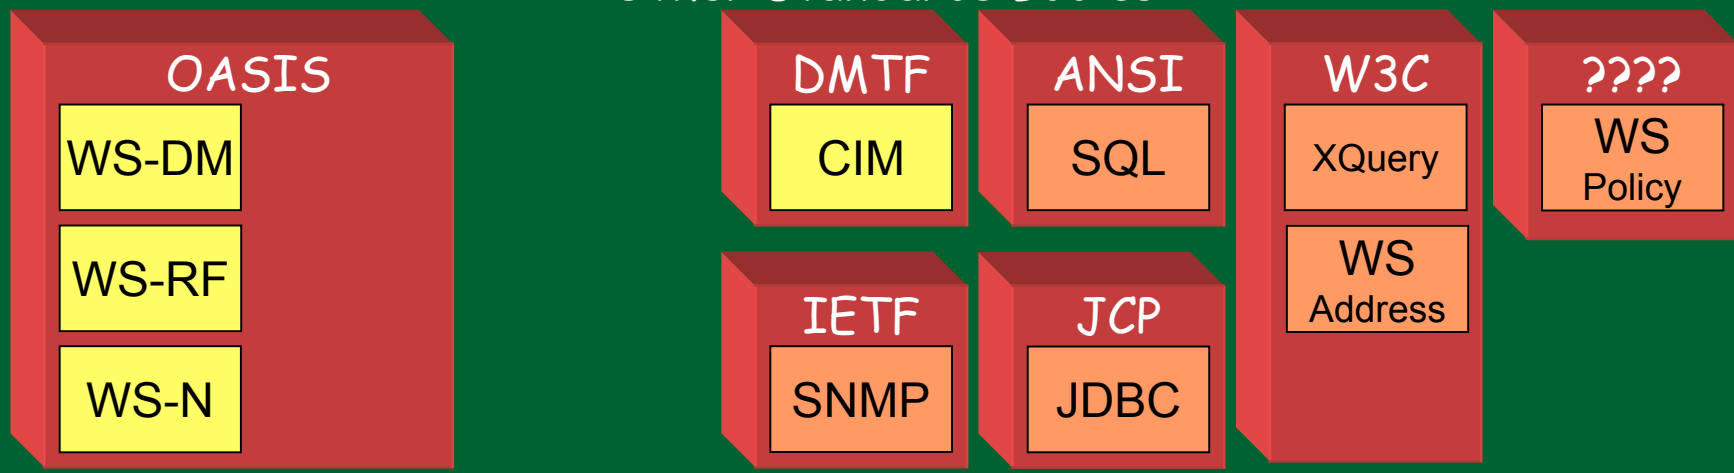 OASIS
WS-DM
WS-RF
WS-N
DMTF
CIM
ANSI
SQL
W3C
XQuery
WS
Address
????
WS
Policy
IETF
SNMP
JCP
JDBC